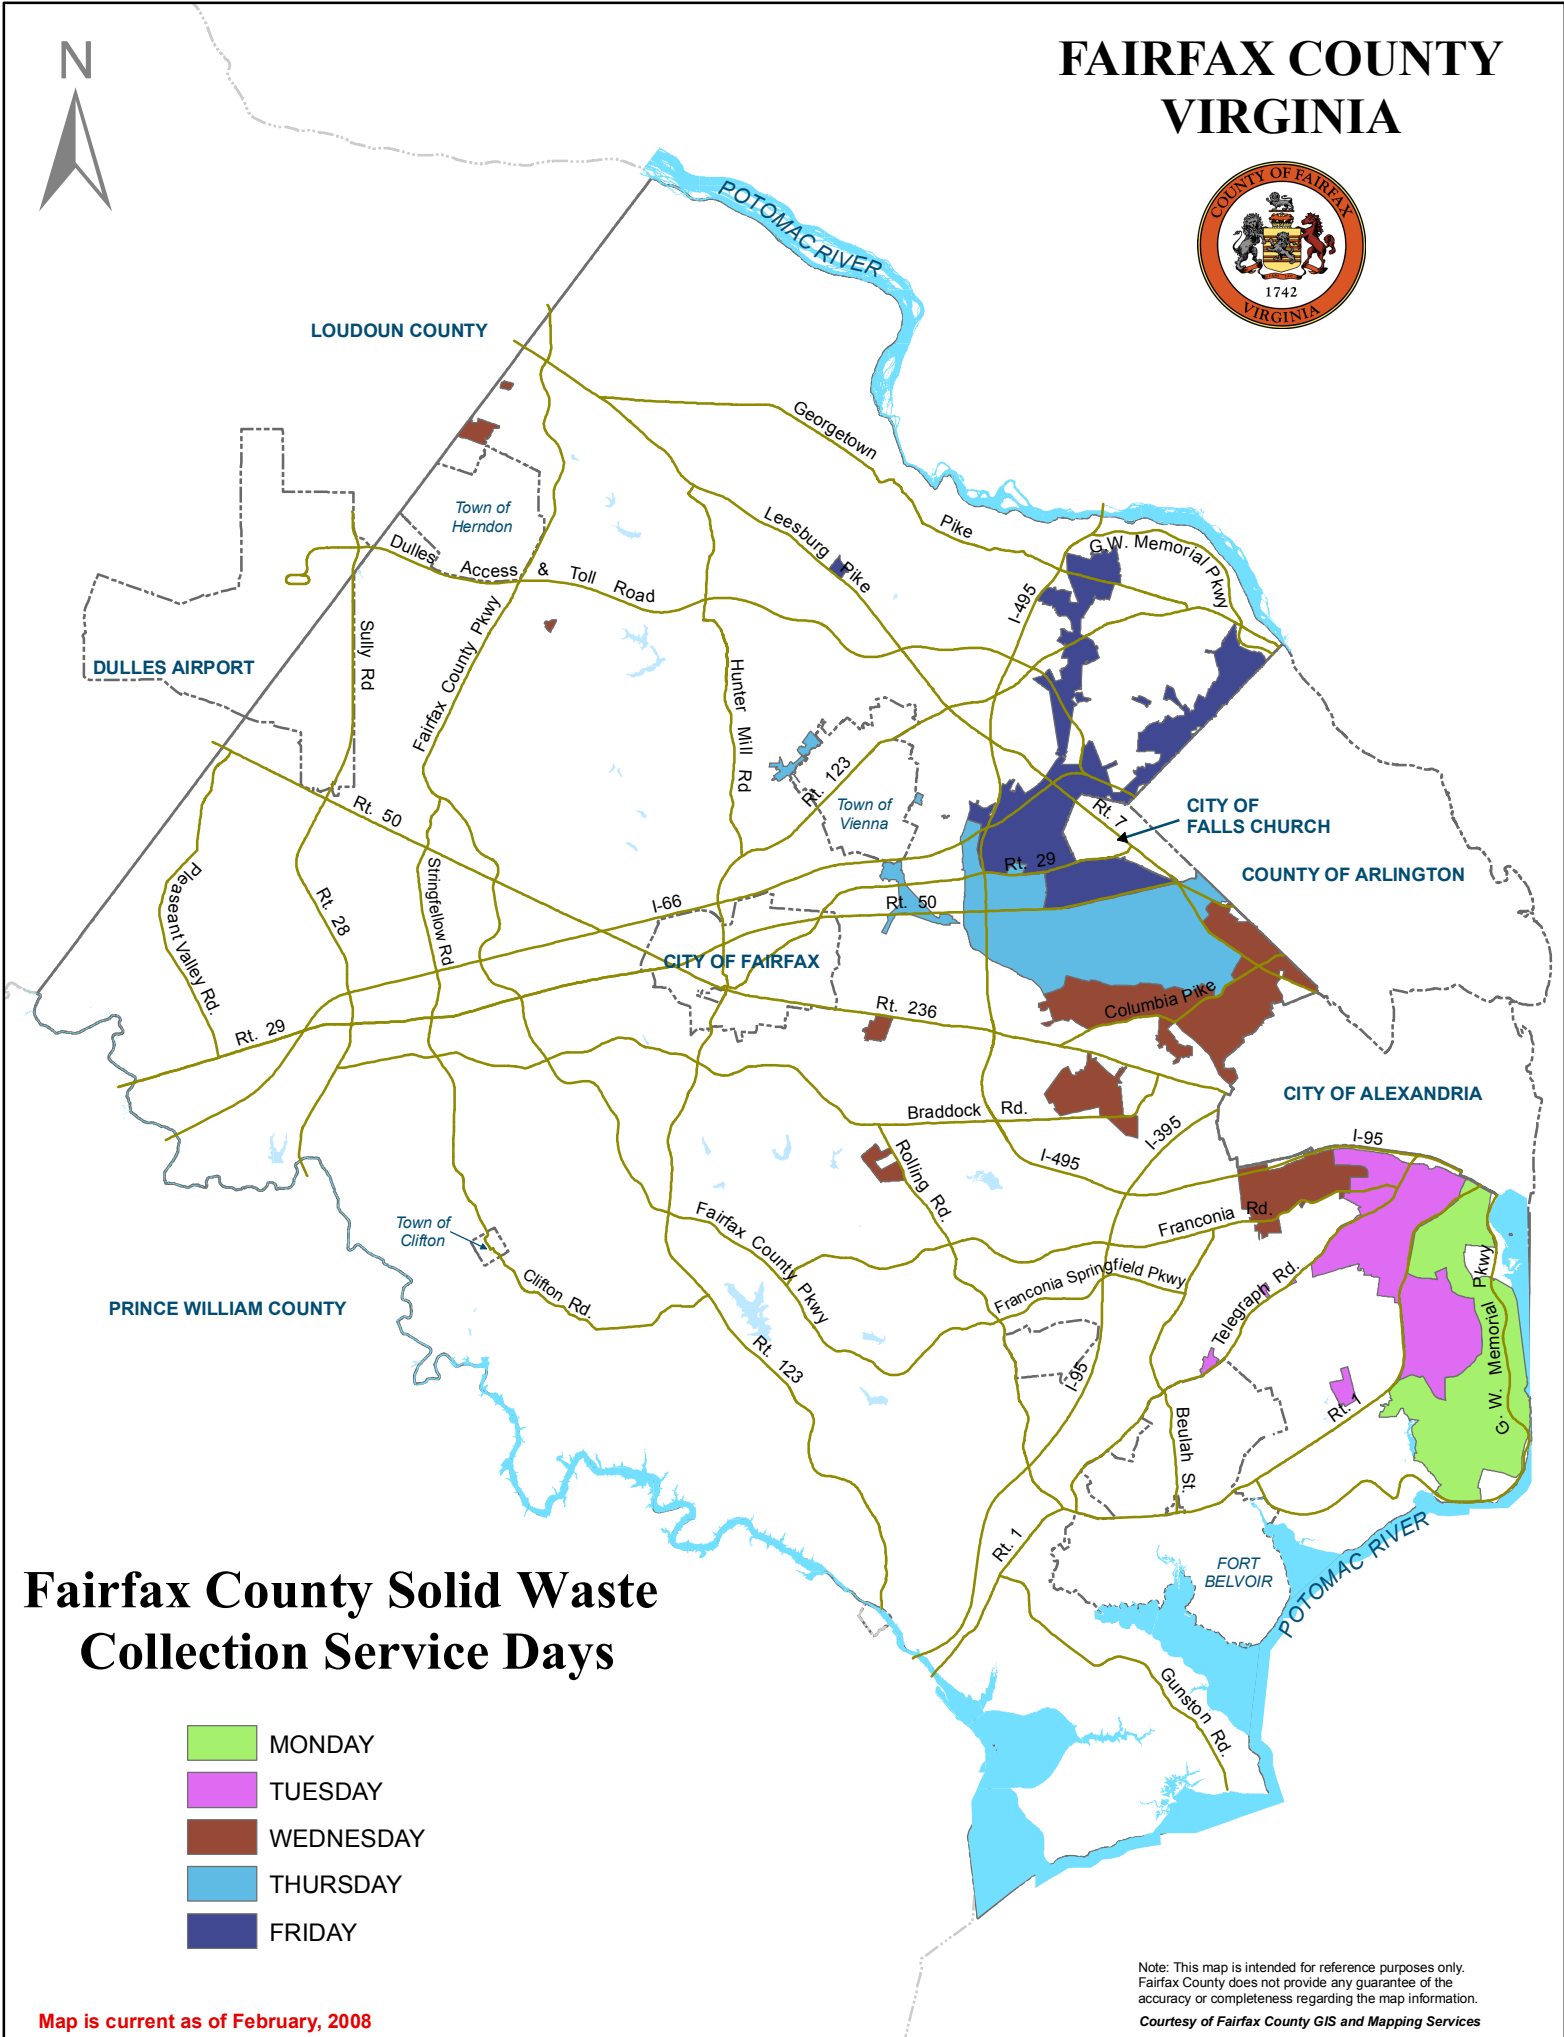 N
FAIRFAX COUNTY
VIRGINIA
COUNTY OF FAIRFAX
1742
VIRGINIA
POTOMAC RIVER
LOUDOUN COUNTY
Georgetown
Pike
Town of
Herndon
Leesburg
Pike
G.W. Memorial Pkwy
Dulles
Access & Toll Road
I-495
Sully Rd
Fairfax County Pkwy
DULLES AIRPORT
Hunter Mill Rd
Rt. 123
Town of
Vienna
Rt. 50
Rt. 7
CITY OF
FALLS CHURCH
Rt. 29
COUNTY OF ARLINGTON
Pleaseant Valley Rd.
Rt. 28
Stringfellow Rd
I-66
Rt. 50
CITY OF FAIRFAX
Rt. 236
Columbia Pike
Rt. 29
CITY OF ALEXANDRIA
Braddock Rd.
I-395
I-95
I-495
Rolling Rd.
Franconia Rd.
Fairfax County Pkwy
Town of
Clifton
Clifton Rd.
Franconia Springfield Pkwy
Telegraph Rd.
G. W. Memorial Pkwy
PRINCE WILLIAM COUNTY
Rt. 123
I-95
Rt. 1
Beulah St.
Rt. 1
FORT
BELVOIR
POTOMAC RIVER
Gunston Rd.
Fairfax County Solid Waste
Collection Service Days
MONDAY
TUESDAY
WEDNESDAY
THURSDAY
FRIDAY
Note: This map is intended for reference purposes only.
Fairfax County does not provide any guarantee of the
accuracy or completeness regarding the map information.
Courtesy of Fairfax County GIS and Mapping Services
Map is current as of February, 2008